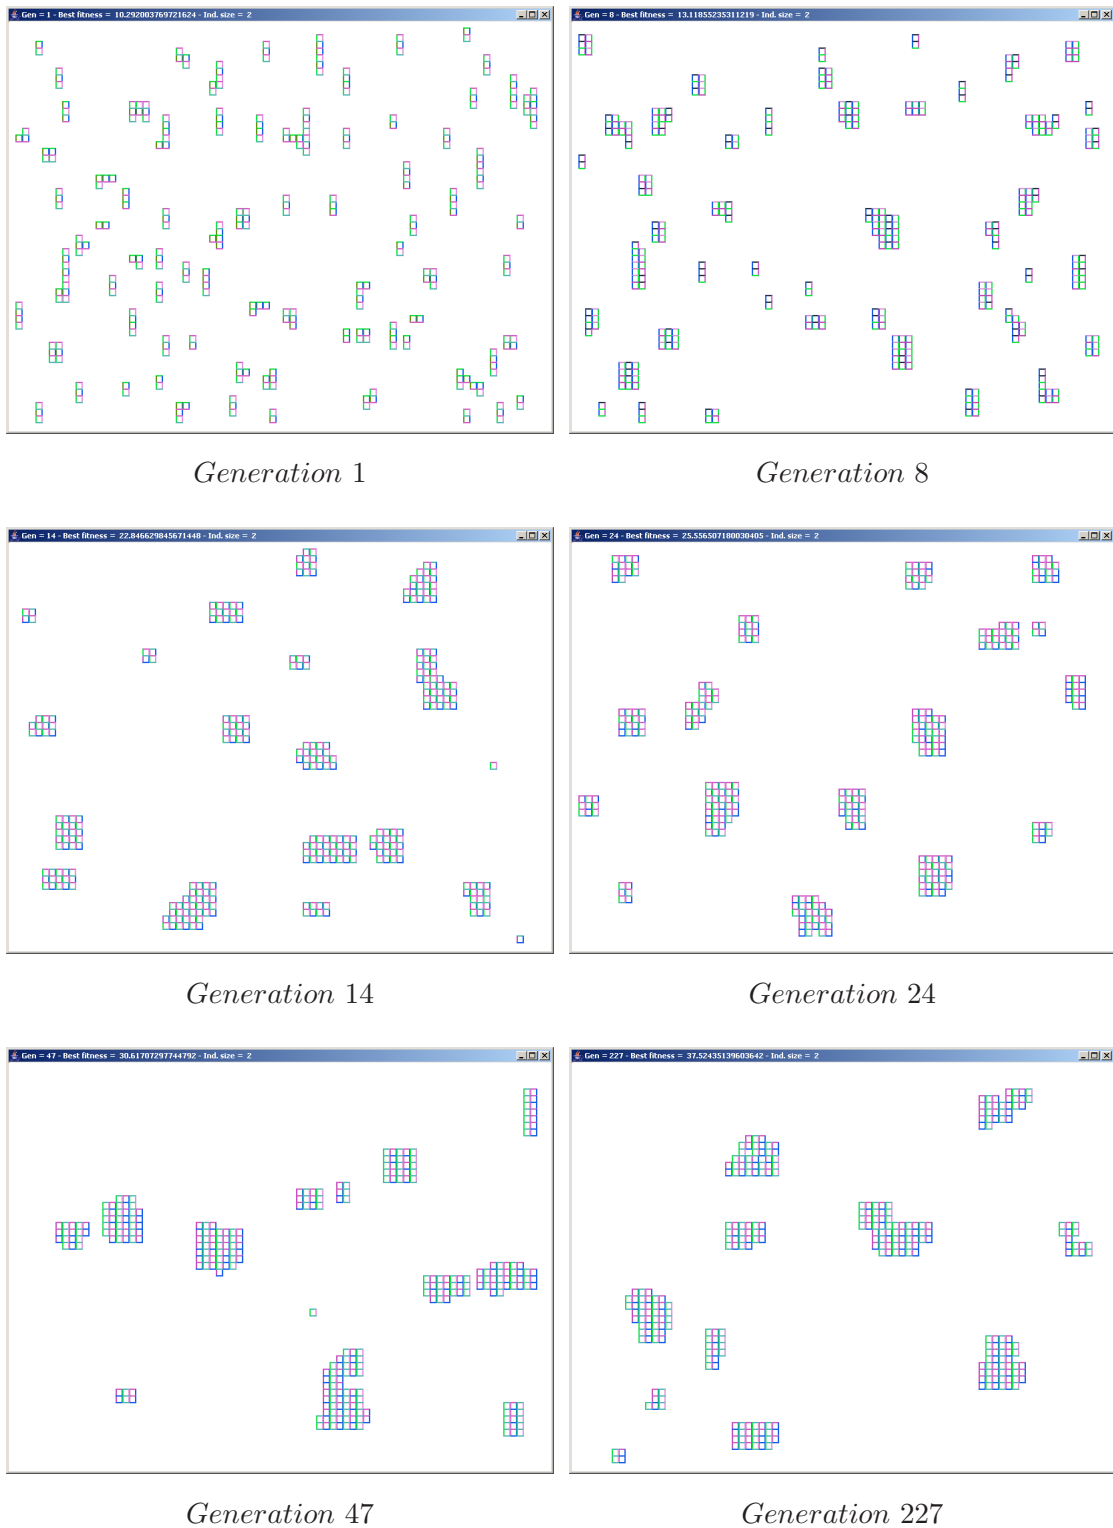 Gen = 1 - Best fitness = 10.292003769721624 - Ind. size = 2
Gen = 8 - Best fitness = 13.11855235311219 - Ind. size = 2
Generation 1
Generation 8
Gen = 14 - Best fitness = 22.846629845671448 - Ind. size = 2
Gen = 24 - Best fitness = 25.556507180030405 - Ind. size = 2
Generation 14
Generation 24
Gen = 47 - Best fitness = 30.61707297744792 - Ind. size = 2
Gen = 227 - Best fitness = 37.52435139603642 - Ind. size = 2
Generation 47
Generation 227